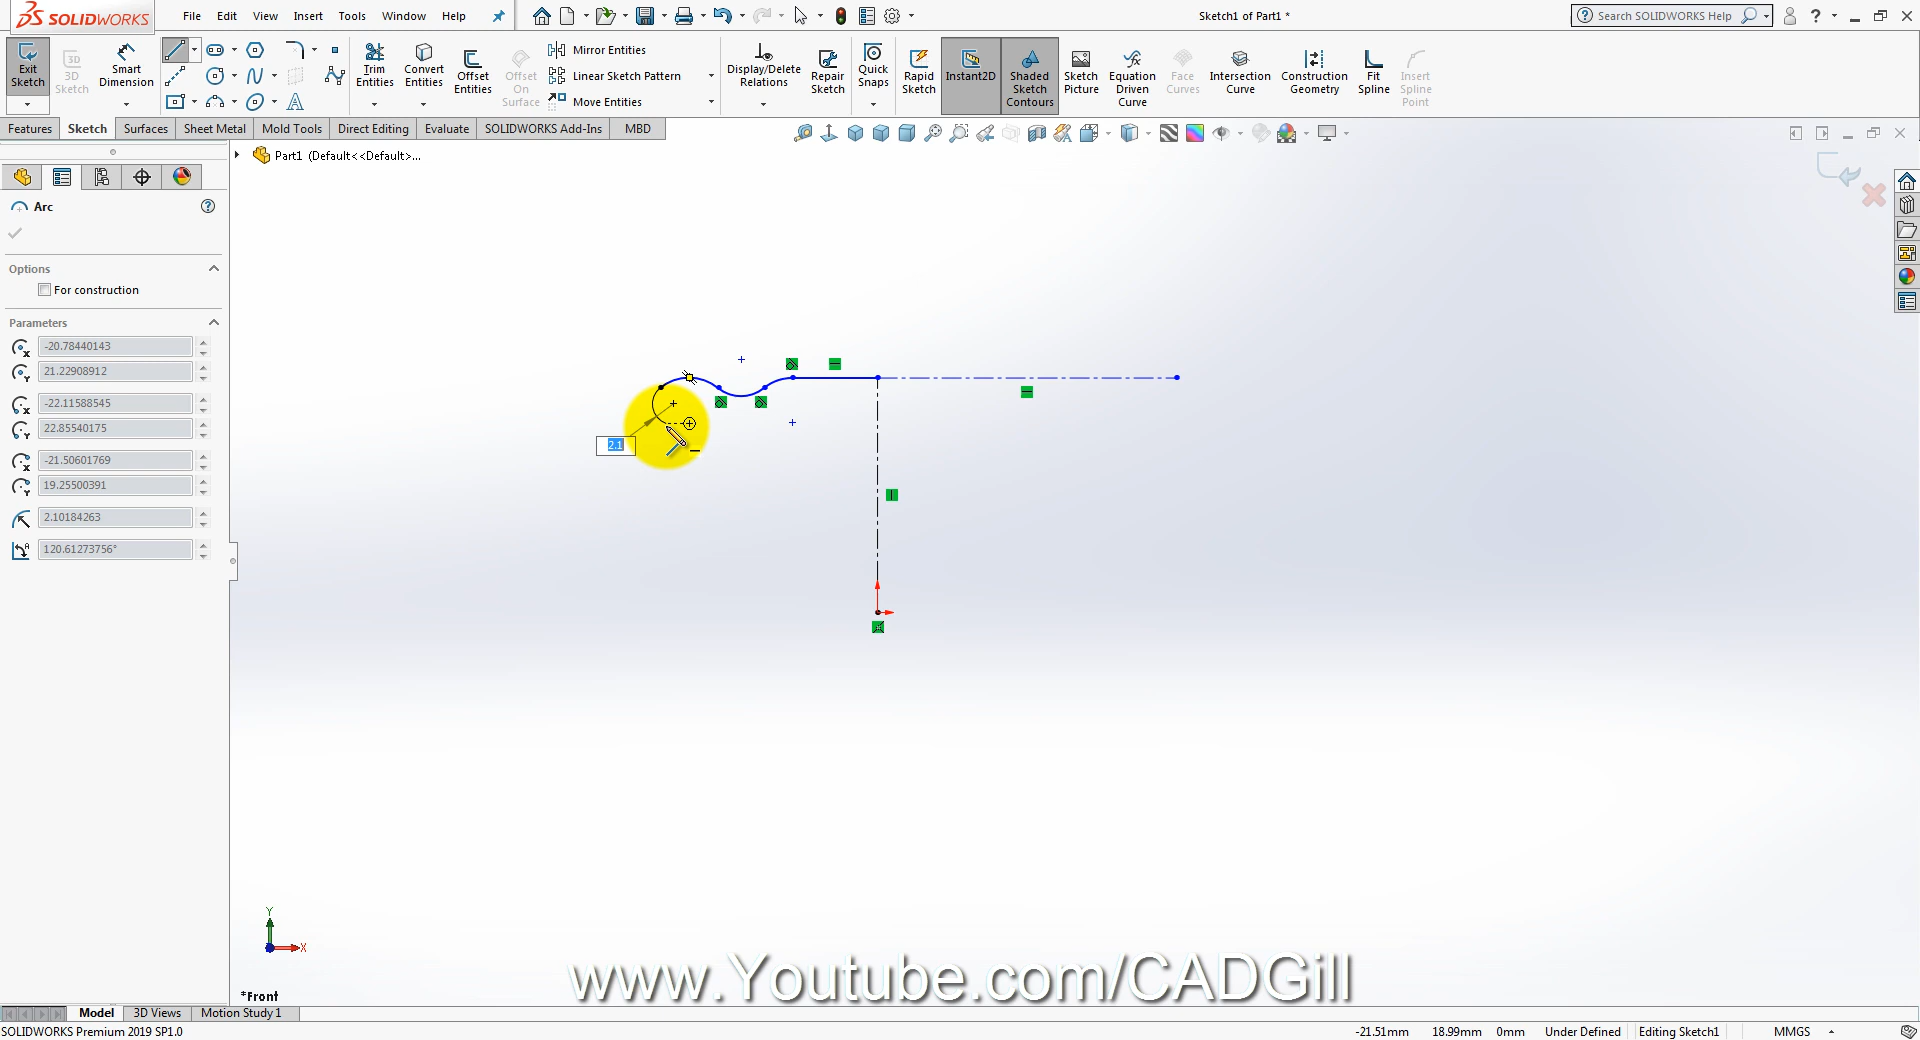 SOLIDWORKS
File
Edit
View
Insert
Tools
Window
Help
Sketch1 of Part1 *
Search SOLIDWORKS Help
Exit Sketch
3D Sketch
Smart Dimension
Trim Entities
Convert Entities
Offset Entities
Offset On Surface
Mirror Entities
Linear Sketch Pattern
Move Entities
Display/Delete Relations
Repair Sketch
Quick Snaps
Rapid Sketch
Instant2D
Shaded Sketch Contours
Sketch Picture
Equation Driven Curve
Face Curves
Intersection Curve
Construction Geometry
Fit Spline
Insert Spline Point
Features
Sketch
Surfaces
Sheet Metal
Mold Tools
Direct Editing
Evaluate
SOLIDWORKS Add-Ins
MBD
Part1 (Default<<Default>...
Arc
Options
For construction
Parameters
-20.78440143
21.22908912
-22.11588545
22.85540175
-21.50601769
19.25500391
2.10184263
120.61273756°
2.1
Y
X
*Front
www.Youtube.com/CADGill
Model
3D Views
Motion Study 1
SOLIDWORKS Premium 2019 SP1.0
-21.51mm
18.99mm
0mm
Under Defined
Editing Sketch1
MMGS